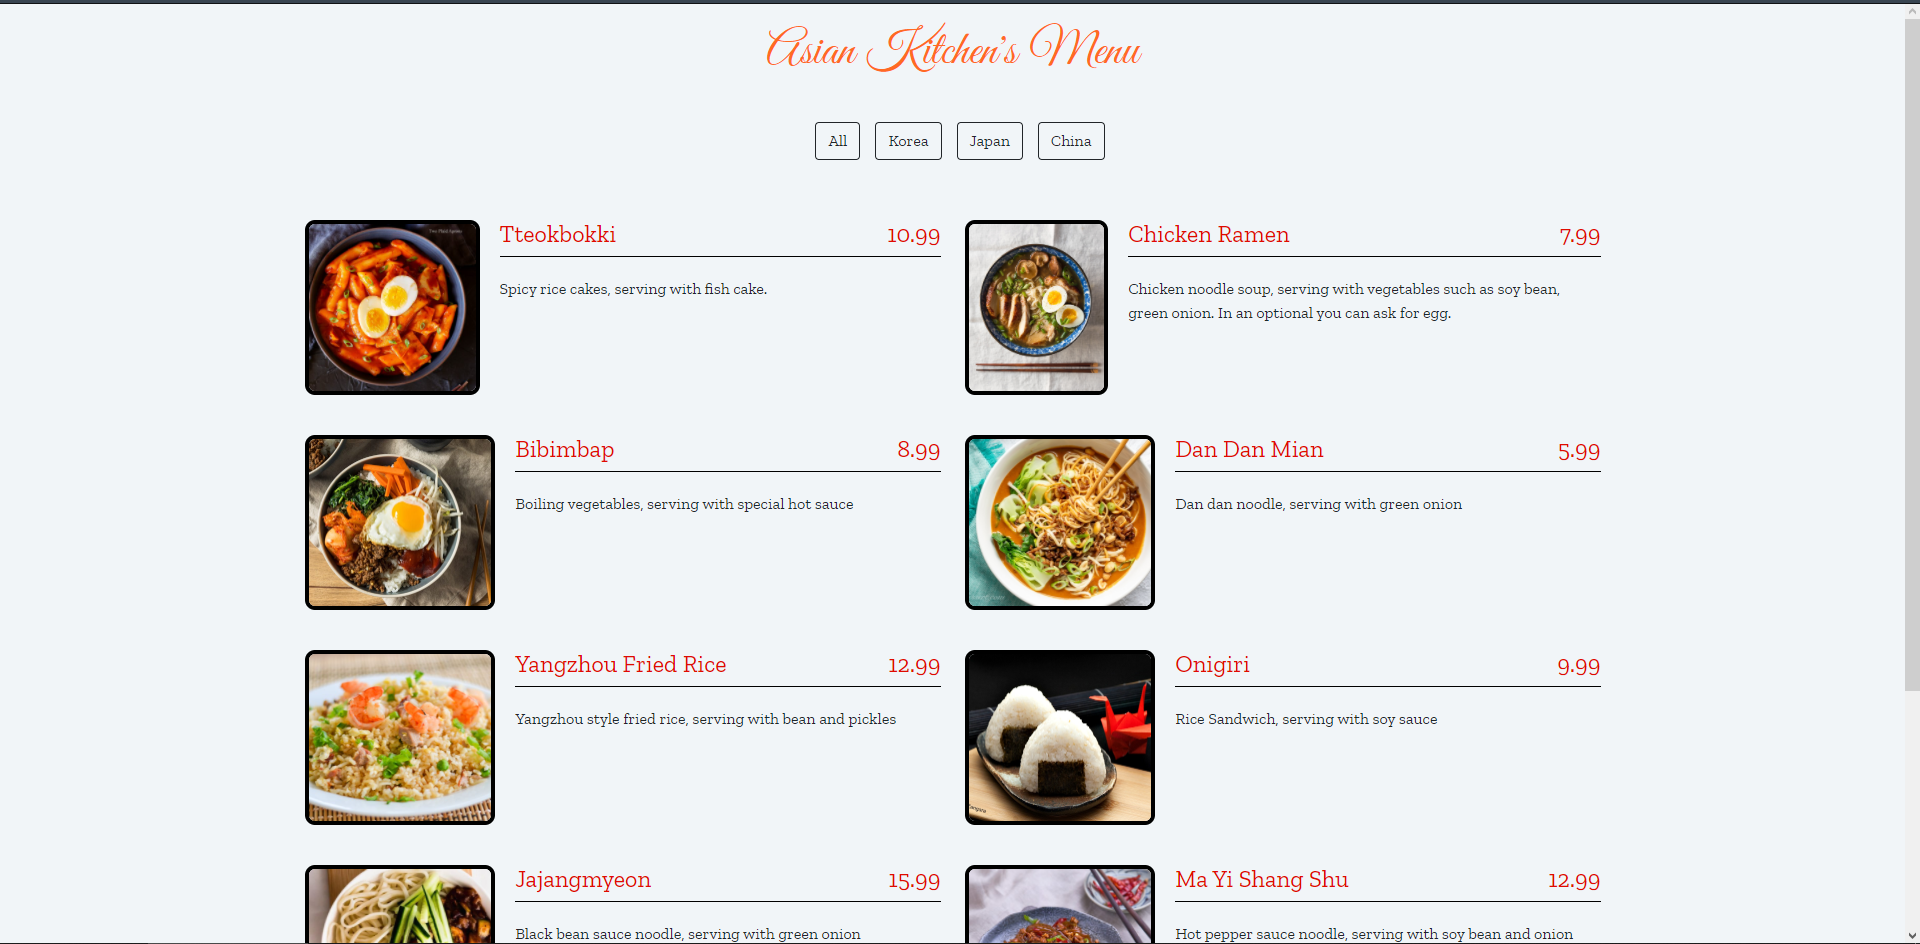 Asian Kitchen's Menu
All
Korea
Japan
China
Tteokbokki 10.99
Spicy rice cakes, serving with fish cake.
Chicken Ramen 7.99
Chicken noodle soup, serving with vegetables such as soy bean,
green onion. In an optional you can ask for egg.
Bibimbap 8.99
Boiling vegetables, serving with special hot sauce
Dan Dan Mian 5.99
Dan dan noodle, serving with green onion
Yangzhou Fried Rice 12.99
Yangzhou style fried rice, serving with bean and pickles
Onigiri 9.99
Rice Sandwich, serving with soy sauce
Jajangmyeon 15.99
Black bean sauce noodle, serving with green onion
Ma Yi Shang Shu 12.99
Hot pepper sauce noodle, serving with soy bean and onion